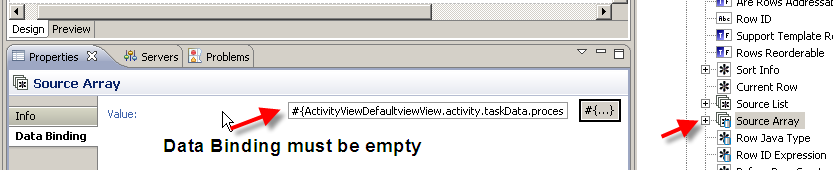 Are Rows Addressa
Row ID
Support Template R
Rows Reorderable
Sort Info
Current Row
Source List
Source Array
Row Java Type
Row ID Expression
Design Preview
Properties Servers Problems
Source Array
Info
Data Binding
Value: #{ActivityViewDefaultviewView.activity.taskData.proces #{...}
Data Binding must be empty